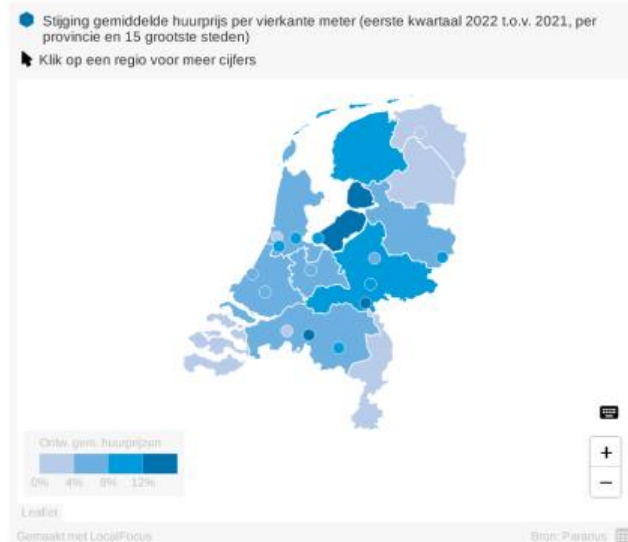 Stijging gemiddelde huurprijs per vierkante meter (eerste kwartaal 2022 t.o.v. 2021, per
provincie en 15 grootste steden)
Klik op een regio voor meer cijfers
Ontw. gem. huurprijzen
0% 4% 8% 12%
+
−
Leaflet
Gemaakt met LocalFocus
Bron: Pararius